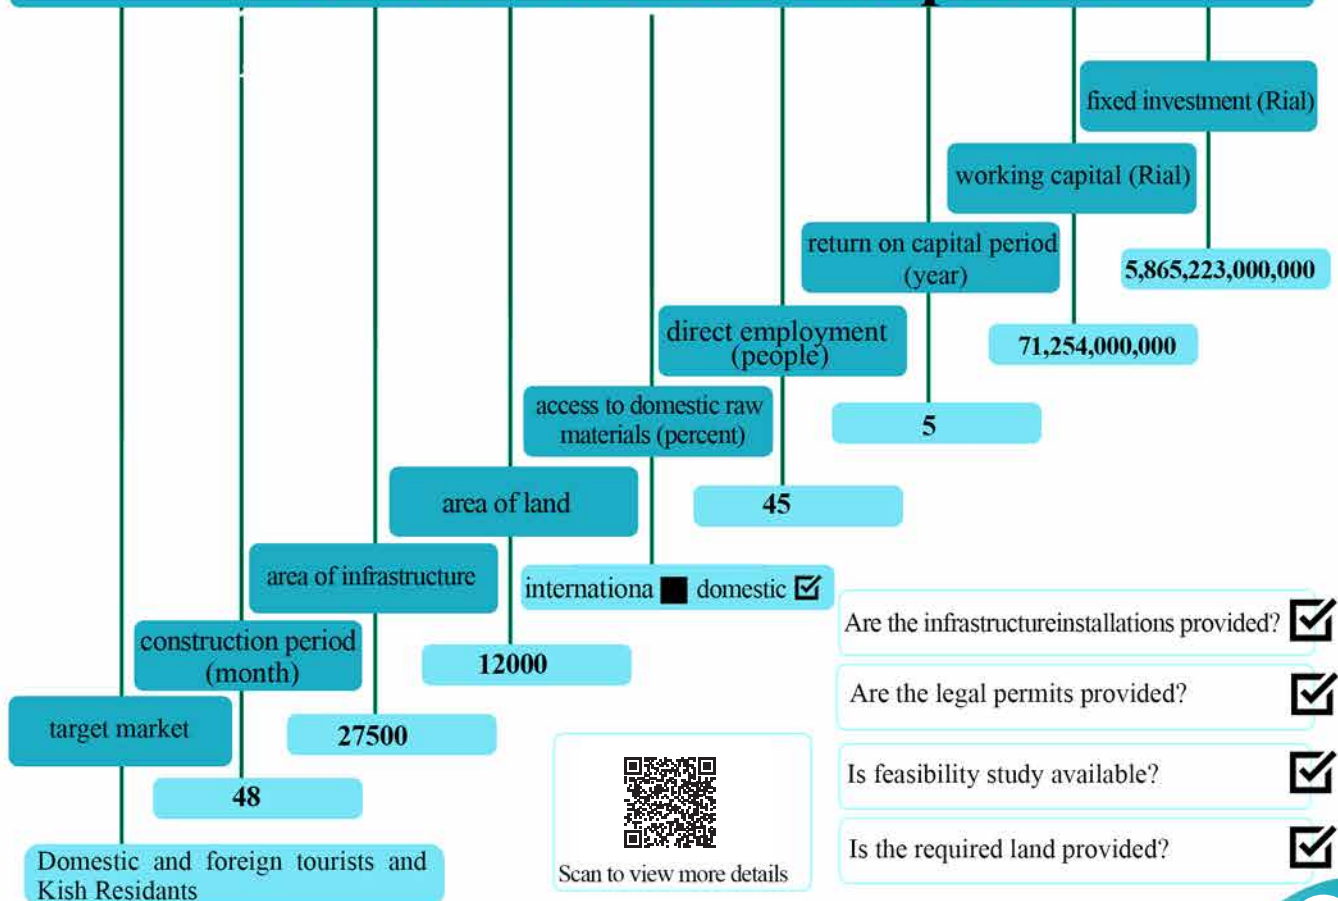 fixed investment (Rial)
5,865,223,000,000
working capital (Rial)
71,254,000,000
return on capital period
(year)
5
direct employment
(people)
45
access to domestic raw
materials (percent)
internationa domestic
area of land
12000
area of infrastructure
27500
construction period
(month)
48
target market
Domestic and foreign tourists and
Kish Residants
Scan to view more details
Are the infrastructureinstallations provided?
Are the legal permits provided?
Is feasibility study available?
Is the required land provided?